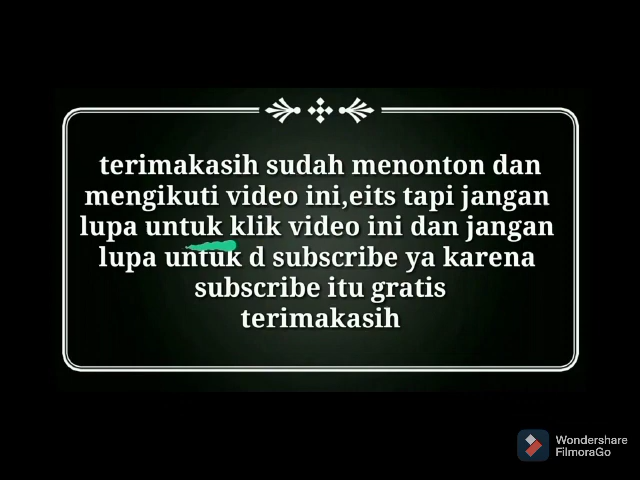 terimakasih sudah menonton dan
mengikuti video ini,eits tapi jangan
lupa untuk klik video ini dan jangan
lupa untuk d subscribe ya karena
subscribe itu gratis
terimakasih
Wondershare
FilmoraGo